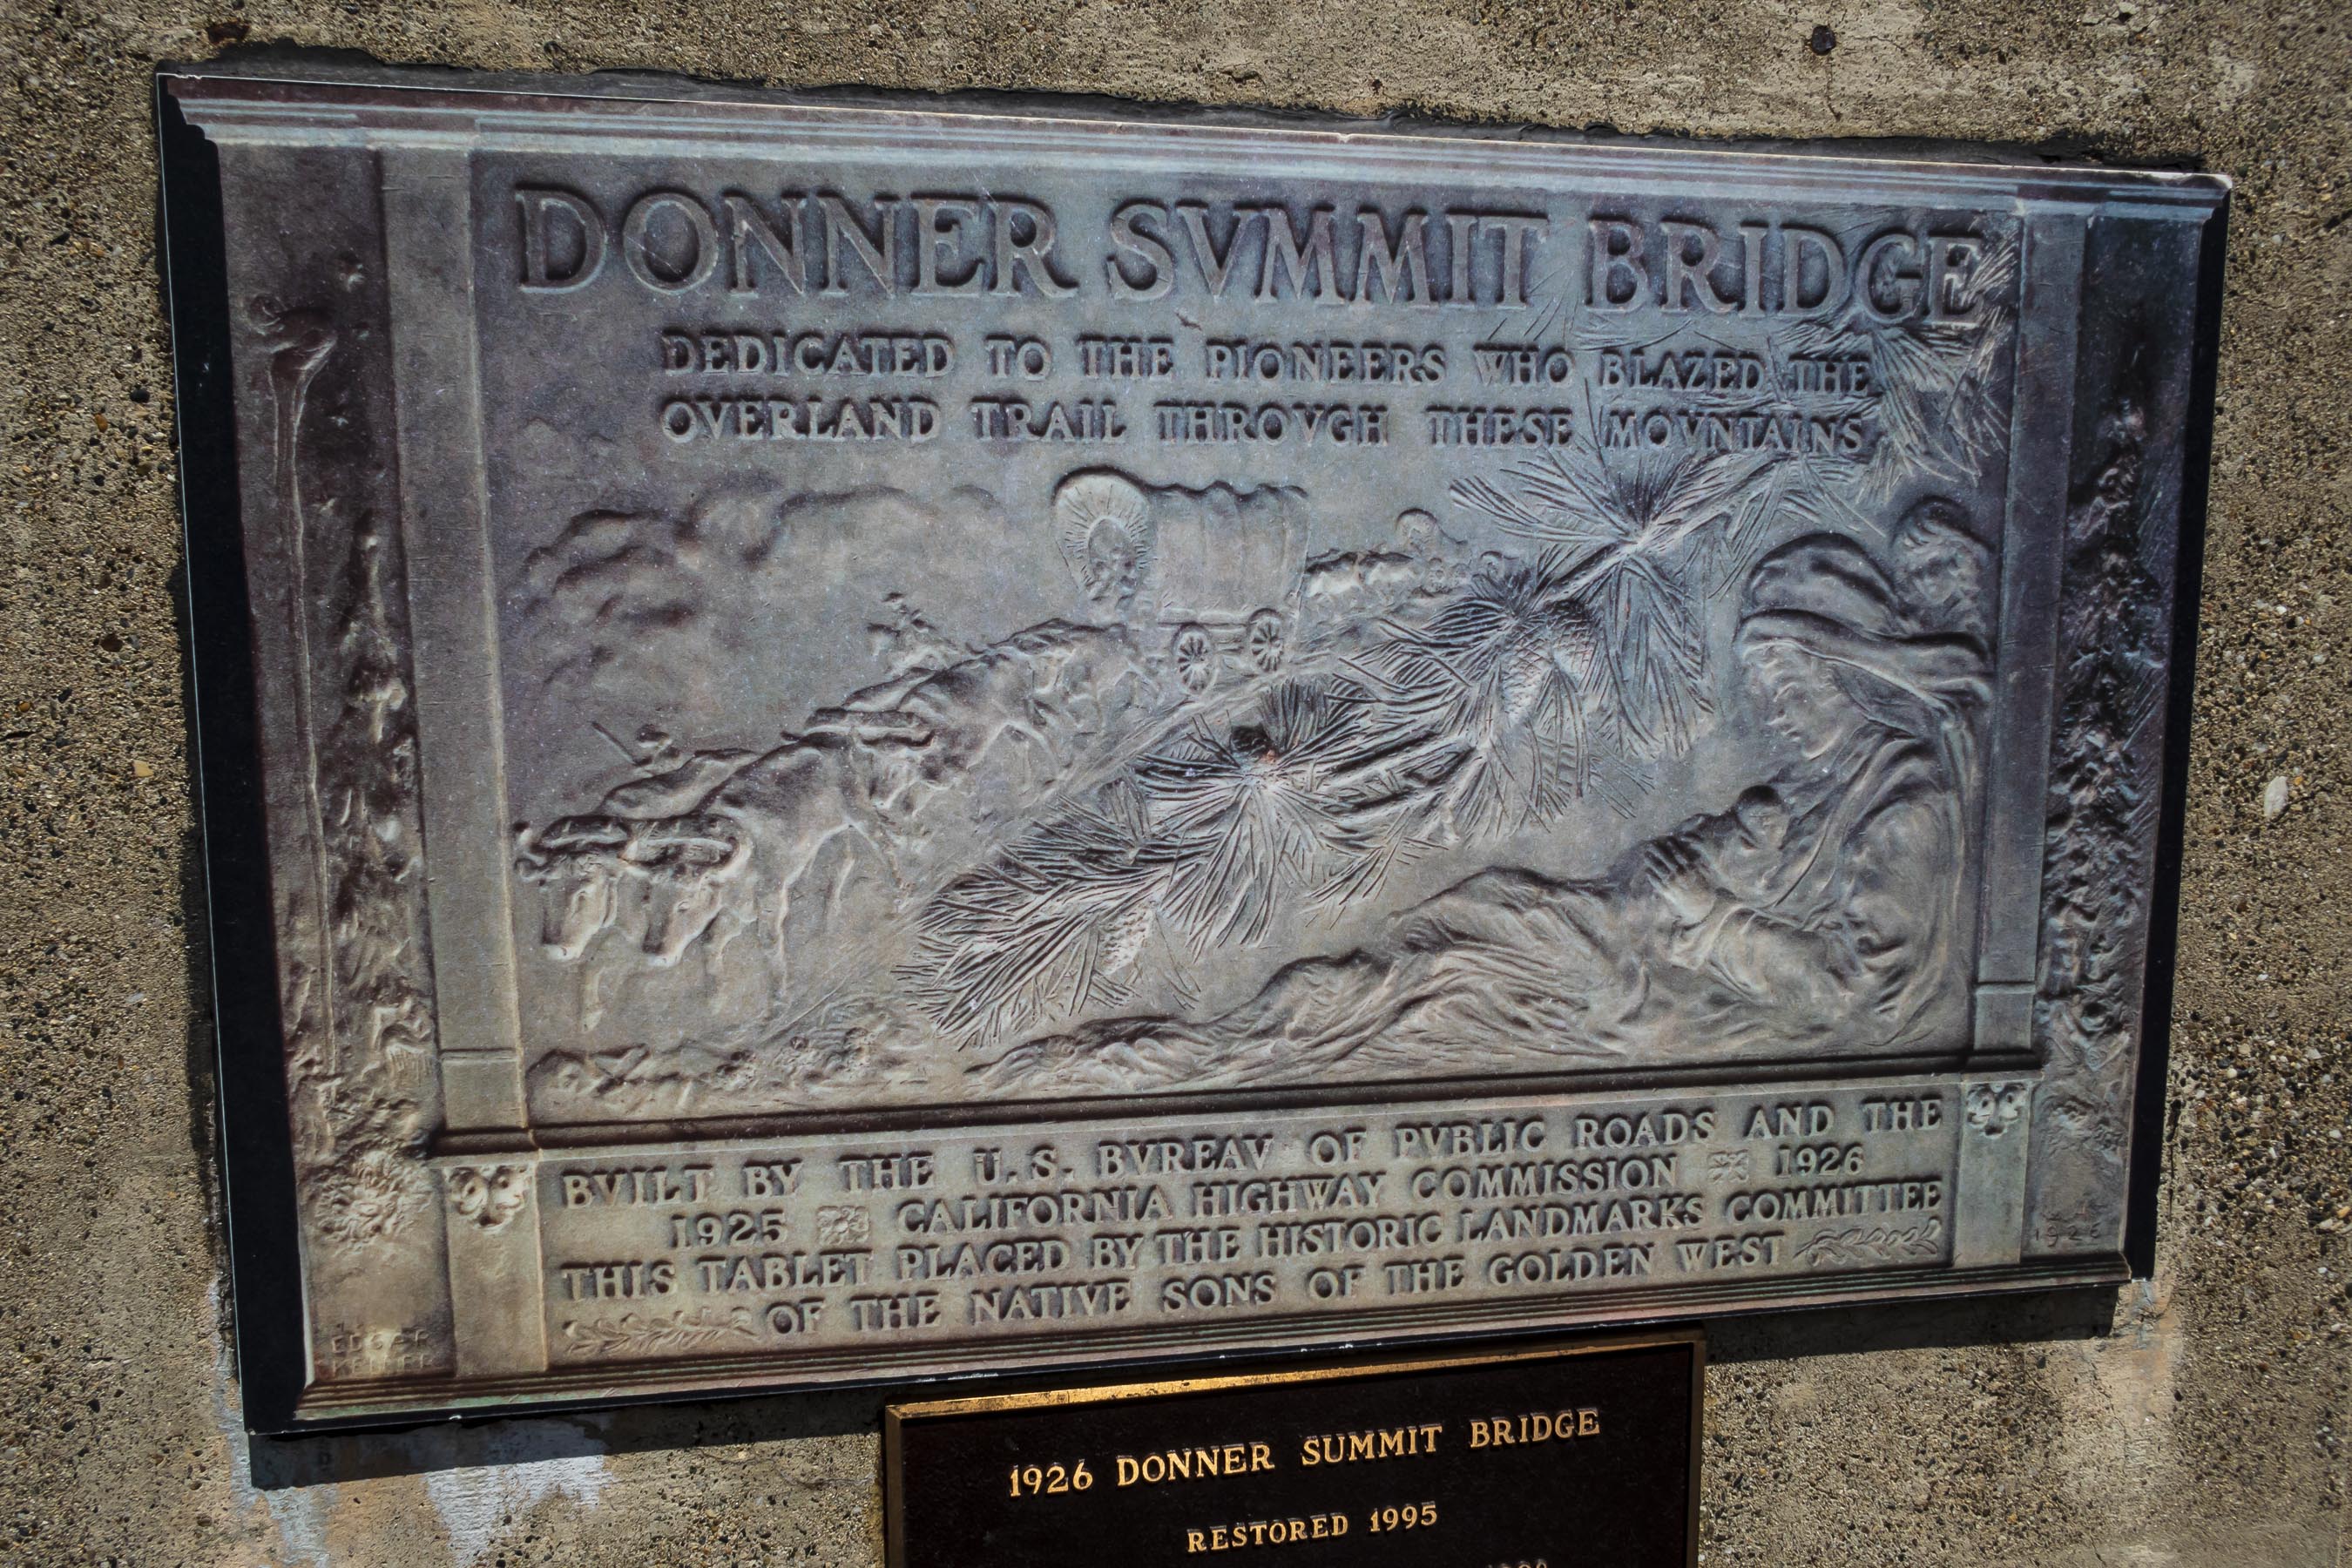 DONNER SVMMIT BRIDGE
DEDICATED TO THE PIONEERS WHO BLAZED THE
OVERLAND TRAIL THROVGH THESE MOVNTAINS
BVILT BY THE U.S. BVREAV OF PVBLIC ROADS AND THE
1925 CALIFORNIA HIGHWAY COMMISSION 1926
THIS TABLET PLACED BY THE HISTORIC LANDMARKS COMMITTEE
OF THE NATIVE SONS OF THE GOLDEN WEST
EDGAR
1926
1926 DONNER SUMMIT BRIDGE
RESTORED 1995